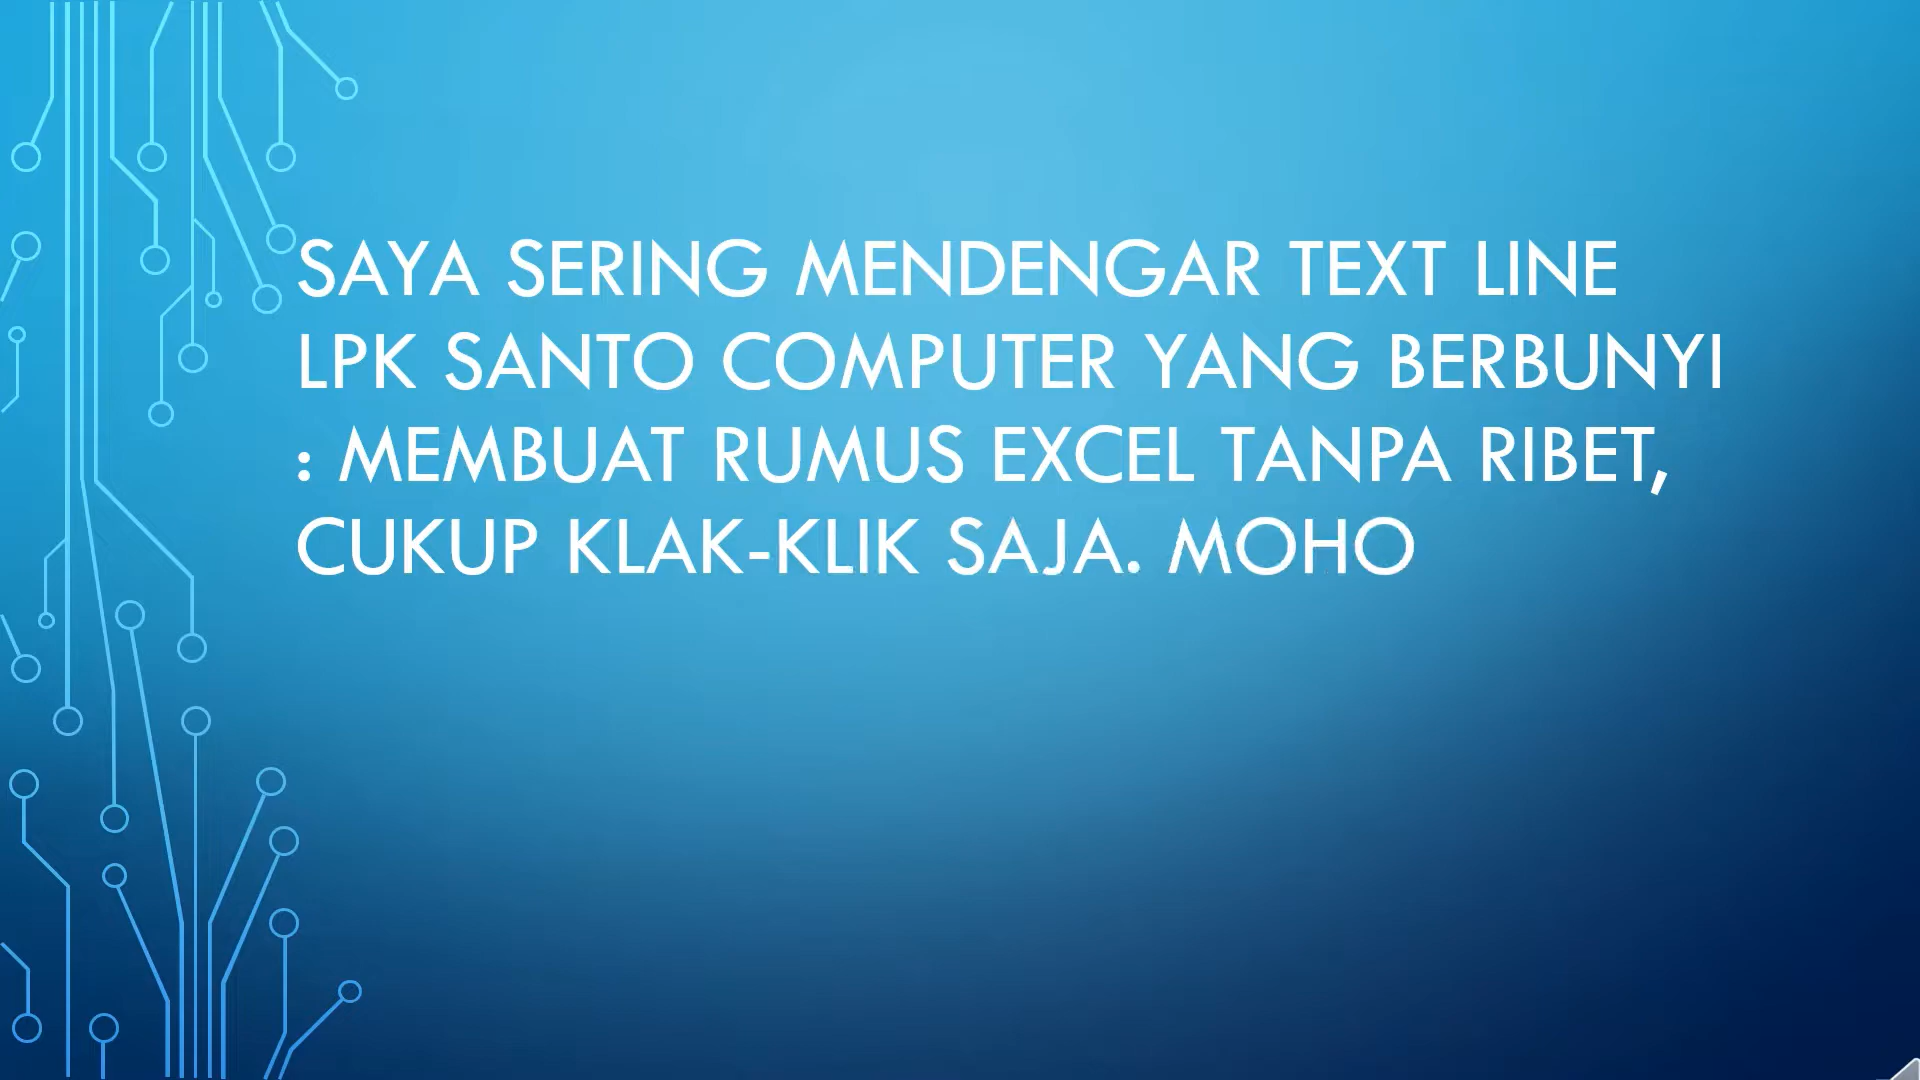 SAYA SERING MENDENGAR TEXT LINE
LPK SANTO COMPUTER YANG BERBUNYI
: MEMBUAT RUMUS EXCEL TANPA RIBET,
CUKUP KLAK-KLIK SAJA. MOHO